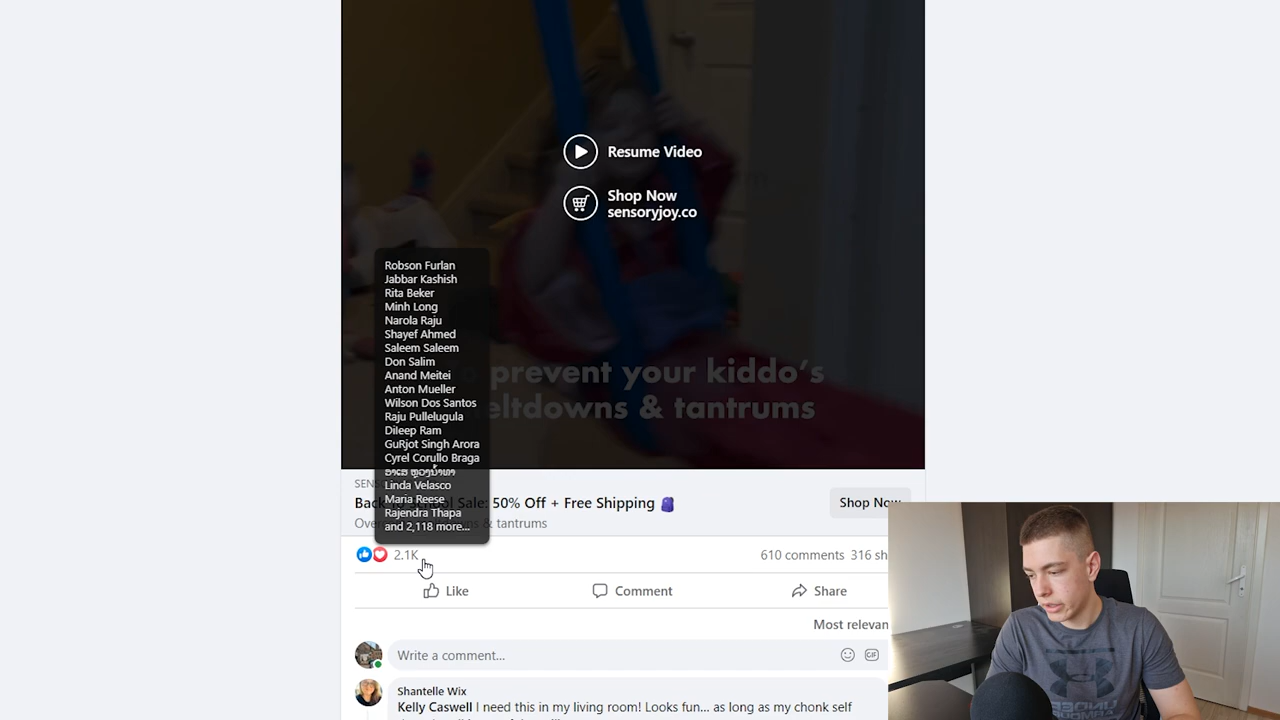 Resume Video
Shop Now
sensoryjoy.co
Robson Furlan
Jabbar Kashish
Rita Beker
Minh Long
Narola Raju
Shayef Ahmed
Saleem Saleem
Don Salim
Anand Meitei
Anton Mueller
Wilson Dos Santos
Raju Pullelugula
Dileep Ram
GuRjot Singh Arora
Cyrel Corullo Braga
Linda Velasco
Maria Reese
Rajendra Thapa
and 2,118 more...
prevent your kiddo's
& tantrums
50% Off + Free Shipping
Shop Now
& tantrums
2.1K
610 comments 316 sh
Like
Comment
Share
Most relevan
Write a comment...
GIF
Shantelle Wix
Kelly Caswell I need this in my living room! Looks fun... as long as my chonk self